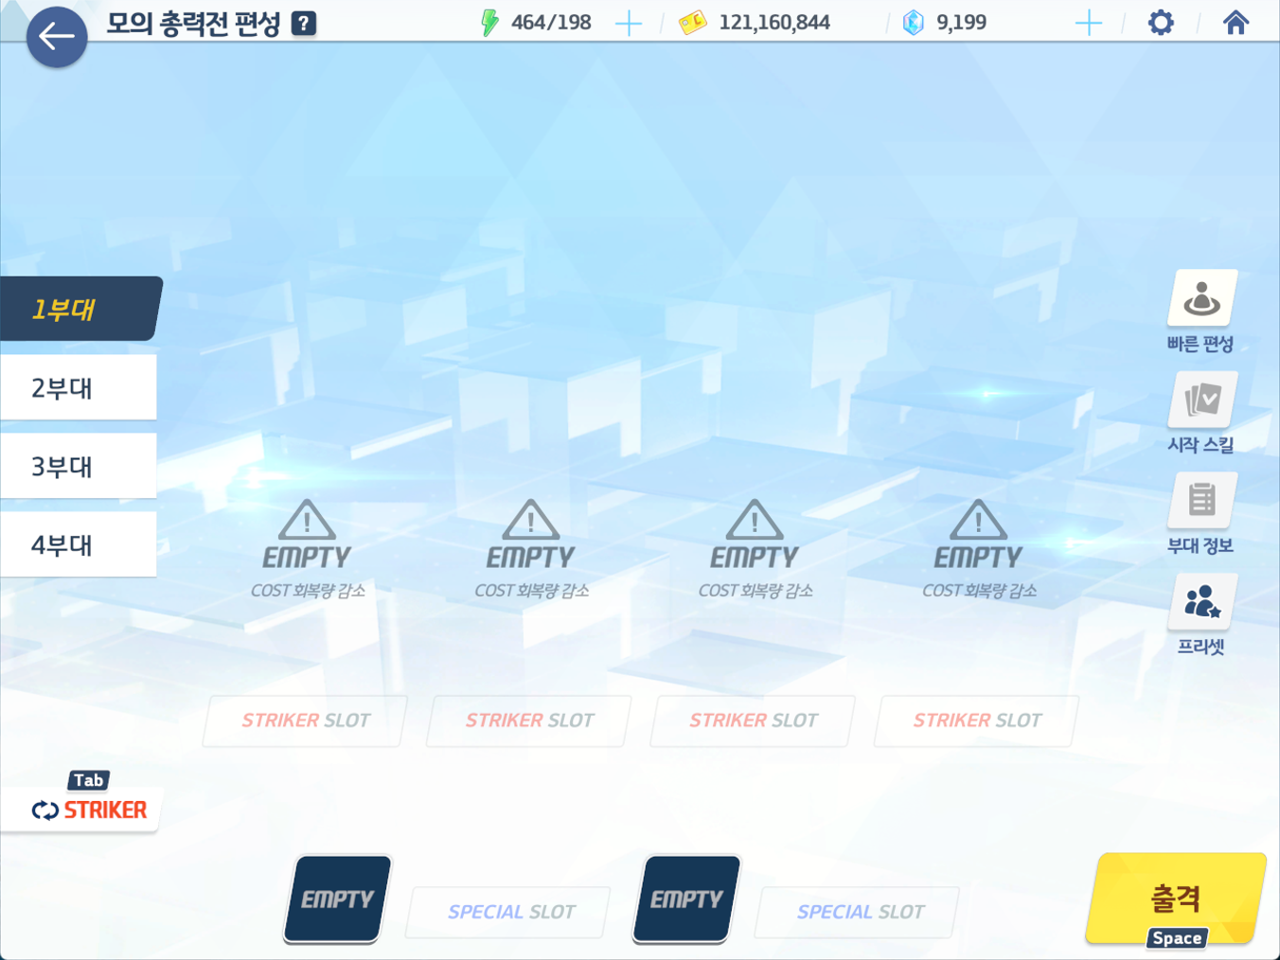 모의 총력전 편성 ?
464/198
121,160,844
9,199
1부대
2부대
3부대
4부대
빠른 편성
시작 스킬
부대 정보
프리셋
EMPTY
COST 회복량 감소
EMPTY
COST 회복량 감소
EMPTY
COST 회복량 감소
EMPTY
COST 회복량 감소
STRIKER SLOT
STRIKER SLOT
STRIKER SLOT
STRIKER SLOT
Tab
STRIKER
EMPTY
SPECIAL SLOT
EMPTY
SPECIAL SLOT
출격
Space